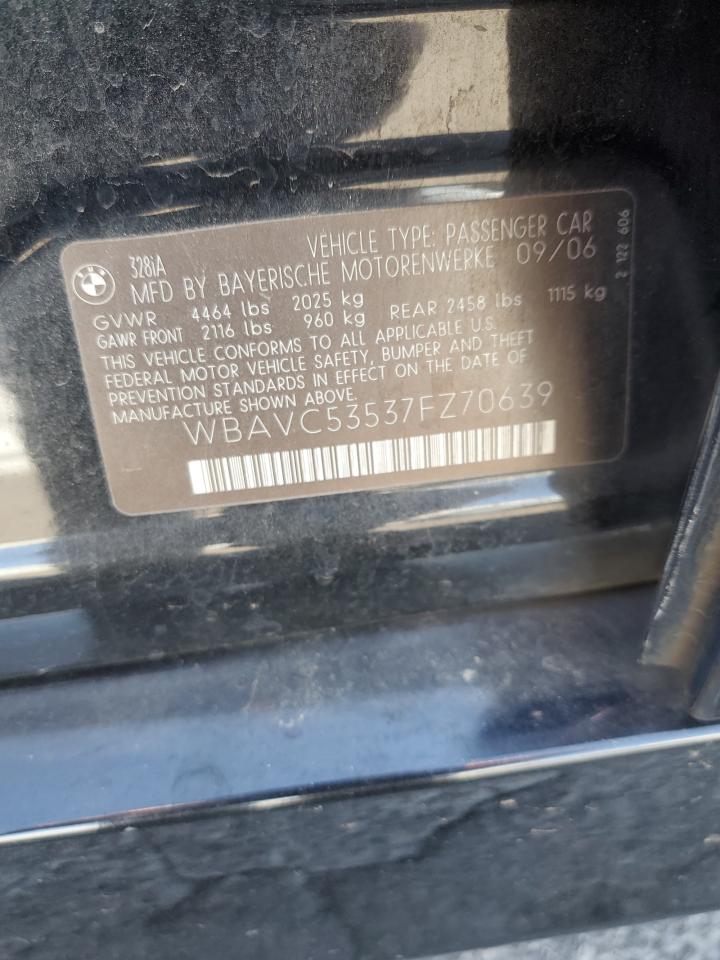 328iA VEHICLE TYPE: PASSENGER CAR
MFD BY BAYERISCHE MOTORENWERKE 09/06
GVWR 4464 lbs 2025 kg
GAWR FRONT 2116 lbs 960 kg REAR 2458 lbs 1115 kg
THIS VEHICLE CONFORMS TO ALL APPLICABLE U.S.
FEDERAL MOTOR VEHICLE SAFETY, BUMPER AND THEFT
PREVENTION STANDARDS IN EFFECT ON THE DATE OF
MANUFACTURE SHOWN ABOVE.
WBAVC53537FZ70639
2 122 606